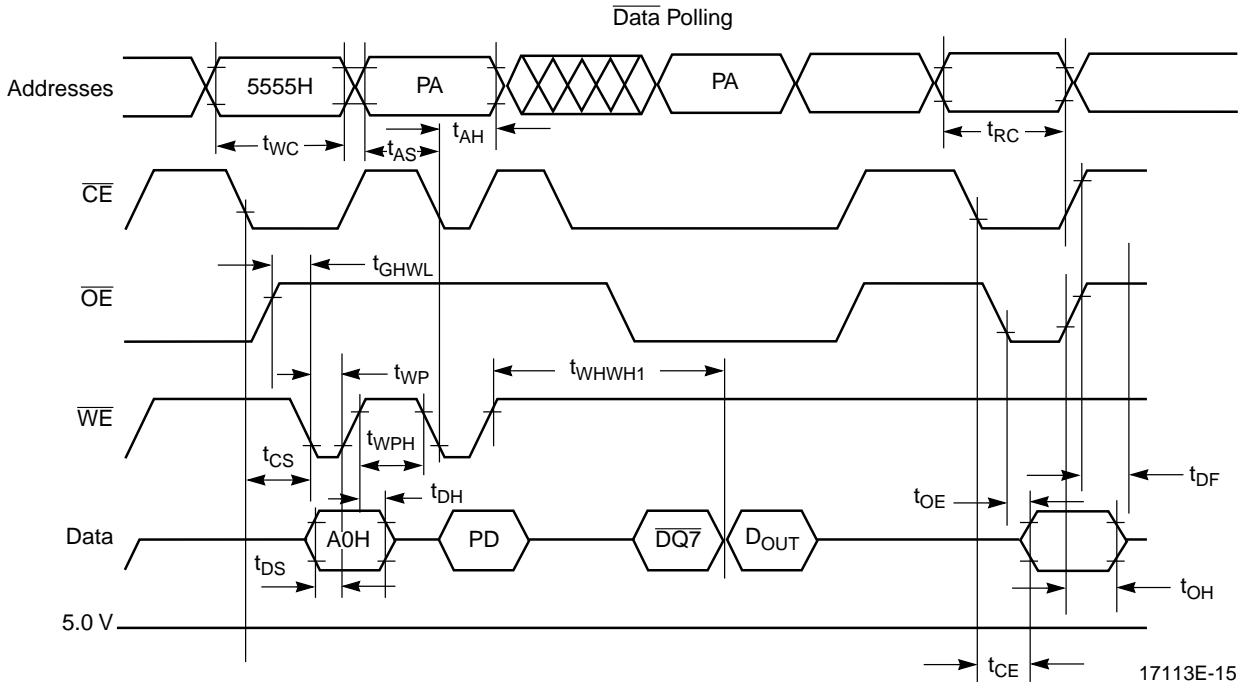 Data Polling
Addresses
5555H
PA
PA
tWC
tAS
tAH
tRC
CE
tGHWL
OE
tWP
tWHWH1
WE
tWPH
tCS
tDH
tOE
tDF
Data
A0H
PD
DQ7
DOUT
tDS
tOH
5.0 V
tCE
17113E-15